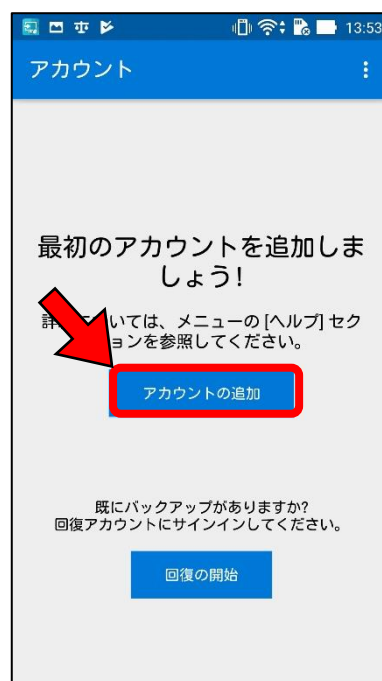 13:53
アカウント
最初のアカウントを追加しま
しょう!
いては、メニューの [ヘルプ] セク
ョンを参照してください。
アカウントの追加
既にバックアップがありますか?
回復アカウントにサインインしてください。
回復の開始